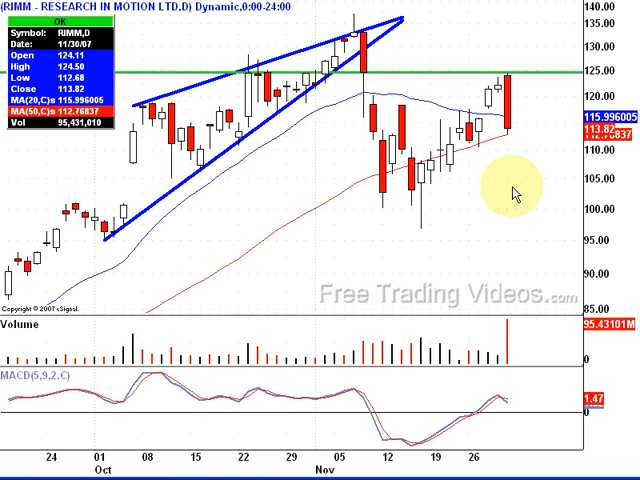 (RIMM - RESEARCH IN MOTION LTD,D) Dynamic,0:00-24:00
OK
Symbol: RIMM,D
Date: 11/30/07
Open 124.11
High 124.50
Low 112.68
Close 113.82
MA(20,C)s 115.996005
MA(50,C)s 112.76837
Vol 95,431,010
140.00
135.00
130.00
125.00
120.00
115.996005
113.82
112.76837
110.00
105.00
100.00
95.00
90.00
85.00
Copyright © 2007 eSignal.
Free Trading Videos.com
Volume
95.43101M
0
MACD(5,9,2,C)
1.47
0
24 01 08 15 22 29 05 12 19 26
Oct Nov